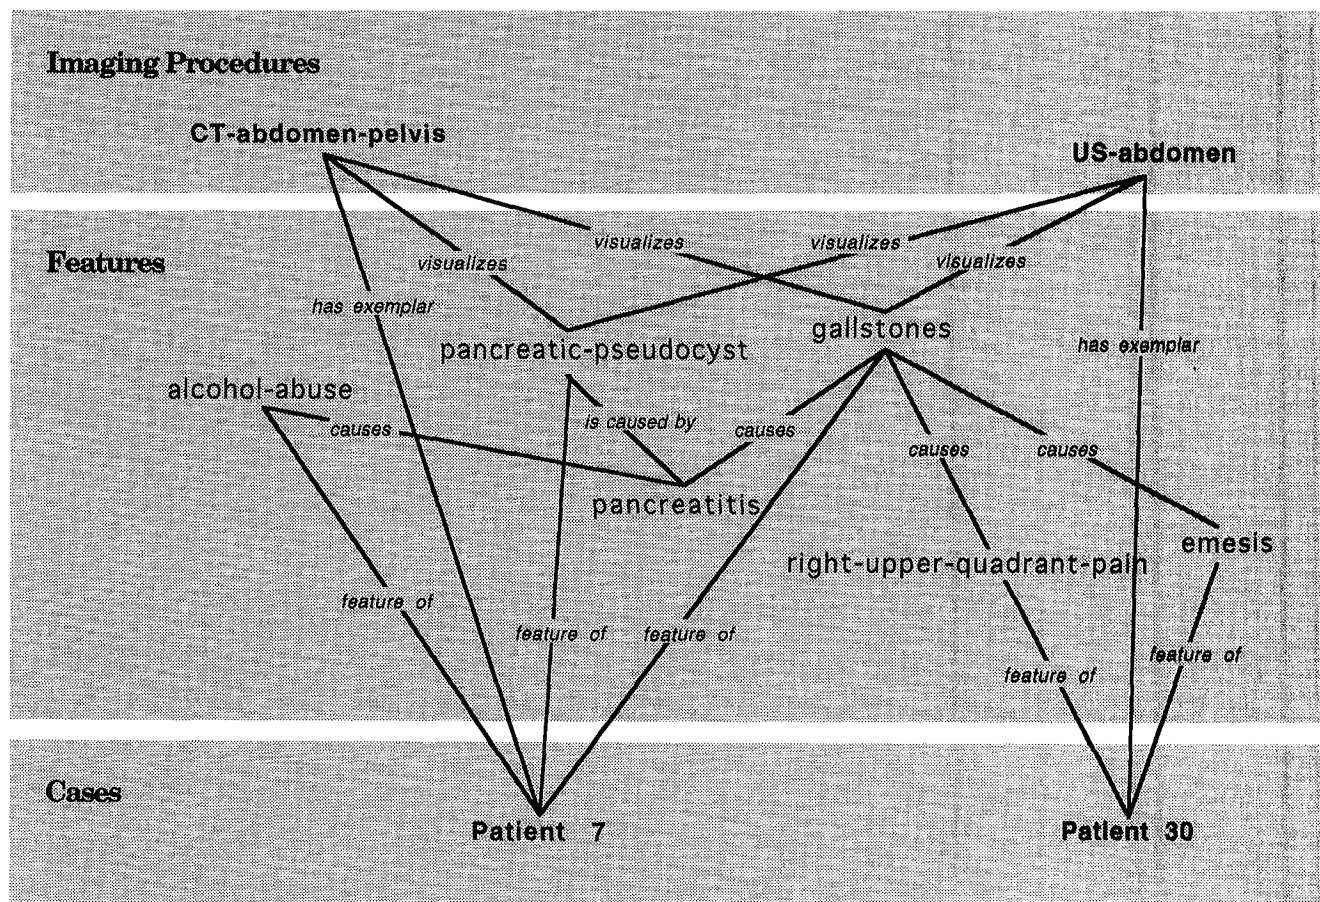 Imaging Procedures
CT-abdomen-pelvis
US-abdomen
Features
visualizes
visualizes
visualizes
visualizes
has exemplar
gallstones
has exemplar
pancreatic-pseudocyst
alcohol-abuse
causes
is caused by
causes
causes
causes
pancreatitis
emesis
right-upper-quadrant-pain
feature of
feature of
feature of
feature of
feature of
Cases
Patient 7
Patient 30